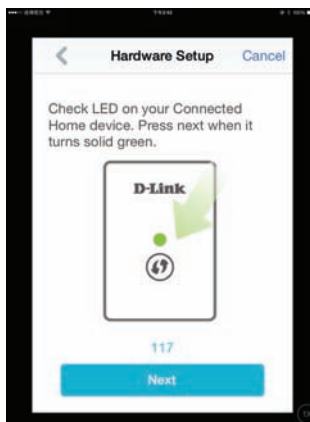 Hardware Setup
Cancel
Check LED on your Connected
Home device. Press next when it
turns solid green.
D-Link
117
Next